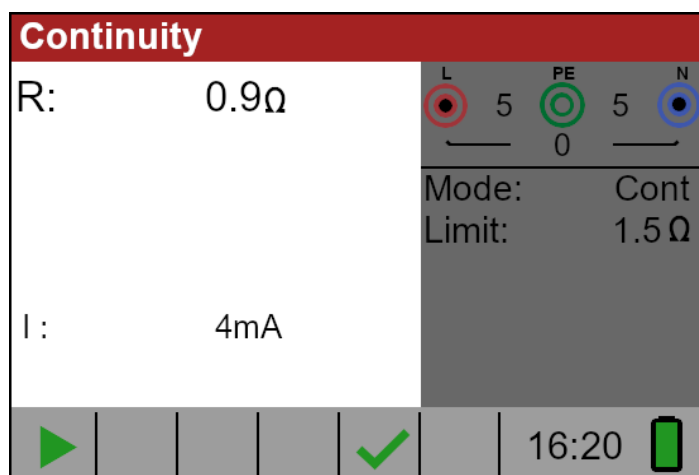 Continuity
R: 0.9Ω
L PE N
5 5
0
Mode: Cont
Limit: 1.5 Ω
I : 4mA
16:20